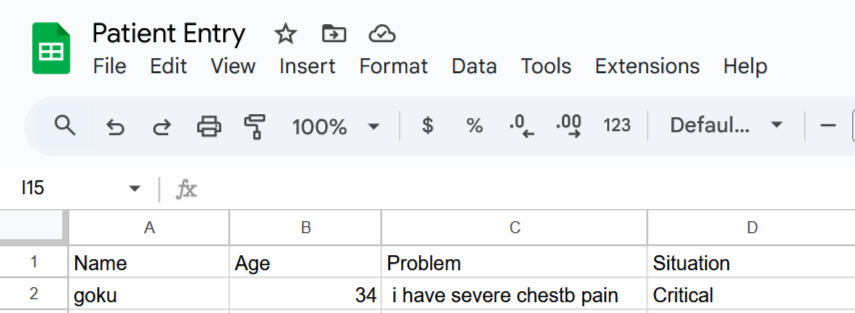 Patient Entry
File Edit View Insert Format Data Tools Extensions Help
100% $ % .0 .00 123 Defaul...
I15 fx
A B C D
1 Name Age Problem Situation
2 goku 34 i have severe chestb pain Critical